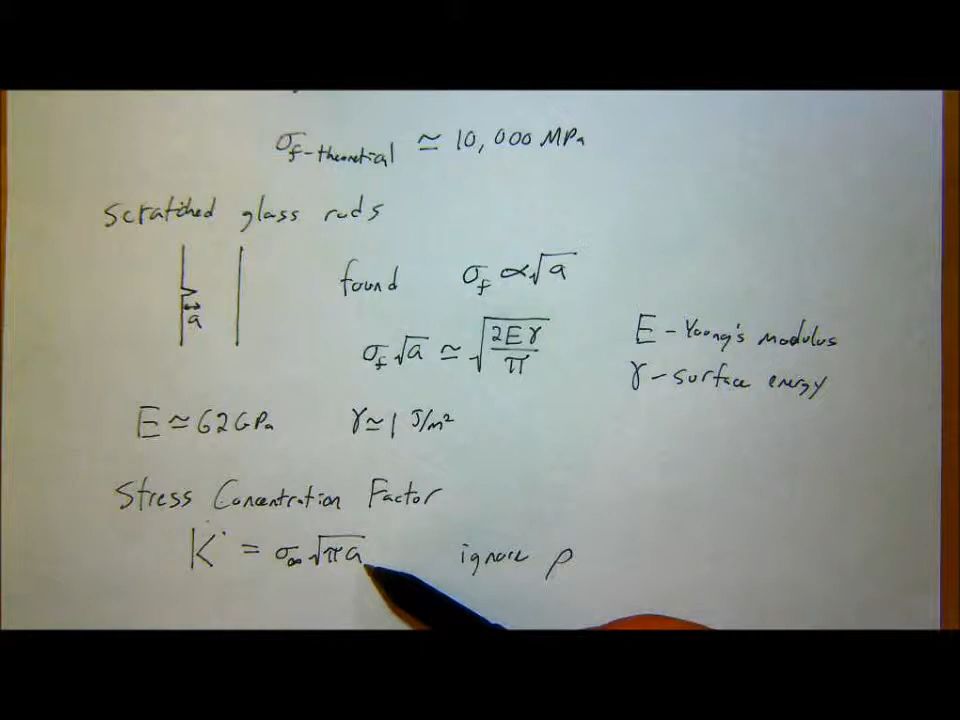 σf-theoretical ≃ 10,000 MPa
scratched glass rods
a
found σf ∝ √a
σf √a ≃ √(2Eγ/π)
E - Young's modulus
γ - surface energy
E ≃ 62 GPa γ ≃ 1 J/m²
Stress Concentration Factor
K = σ∞ √πa ignore ρ